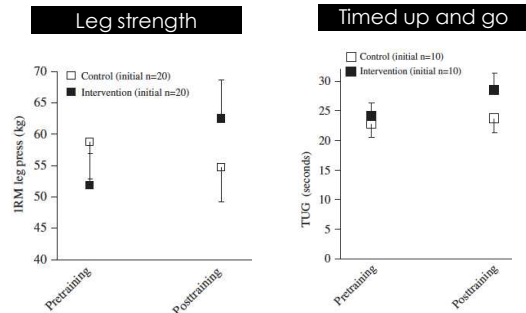 Leg strength
70
65
60
55
50
45
40
1RM leg press (kg)
Control (initial n=20)
Intervention (initial n=20)
Pretraining
Posttraining
Timed up and go
30
25
20
15
10
5
0
TUG (seconds)
Control (initial n=10)
Intervention (initial n=10)
Pretraining
Posttraining